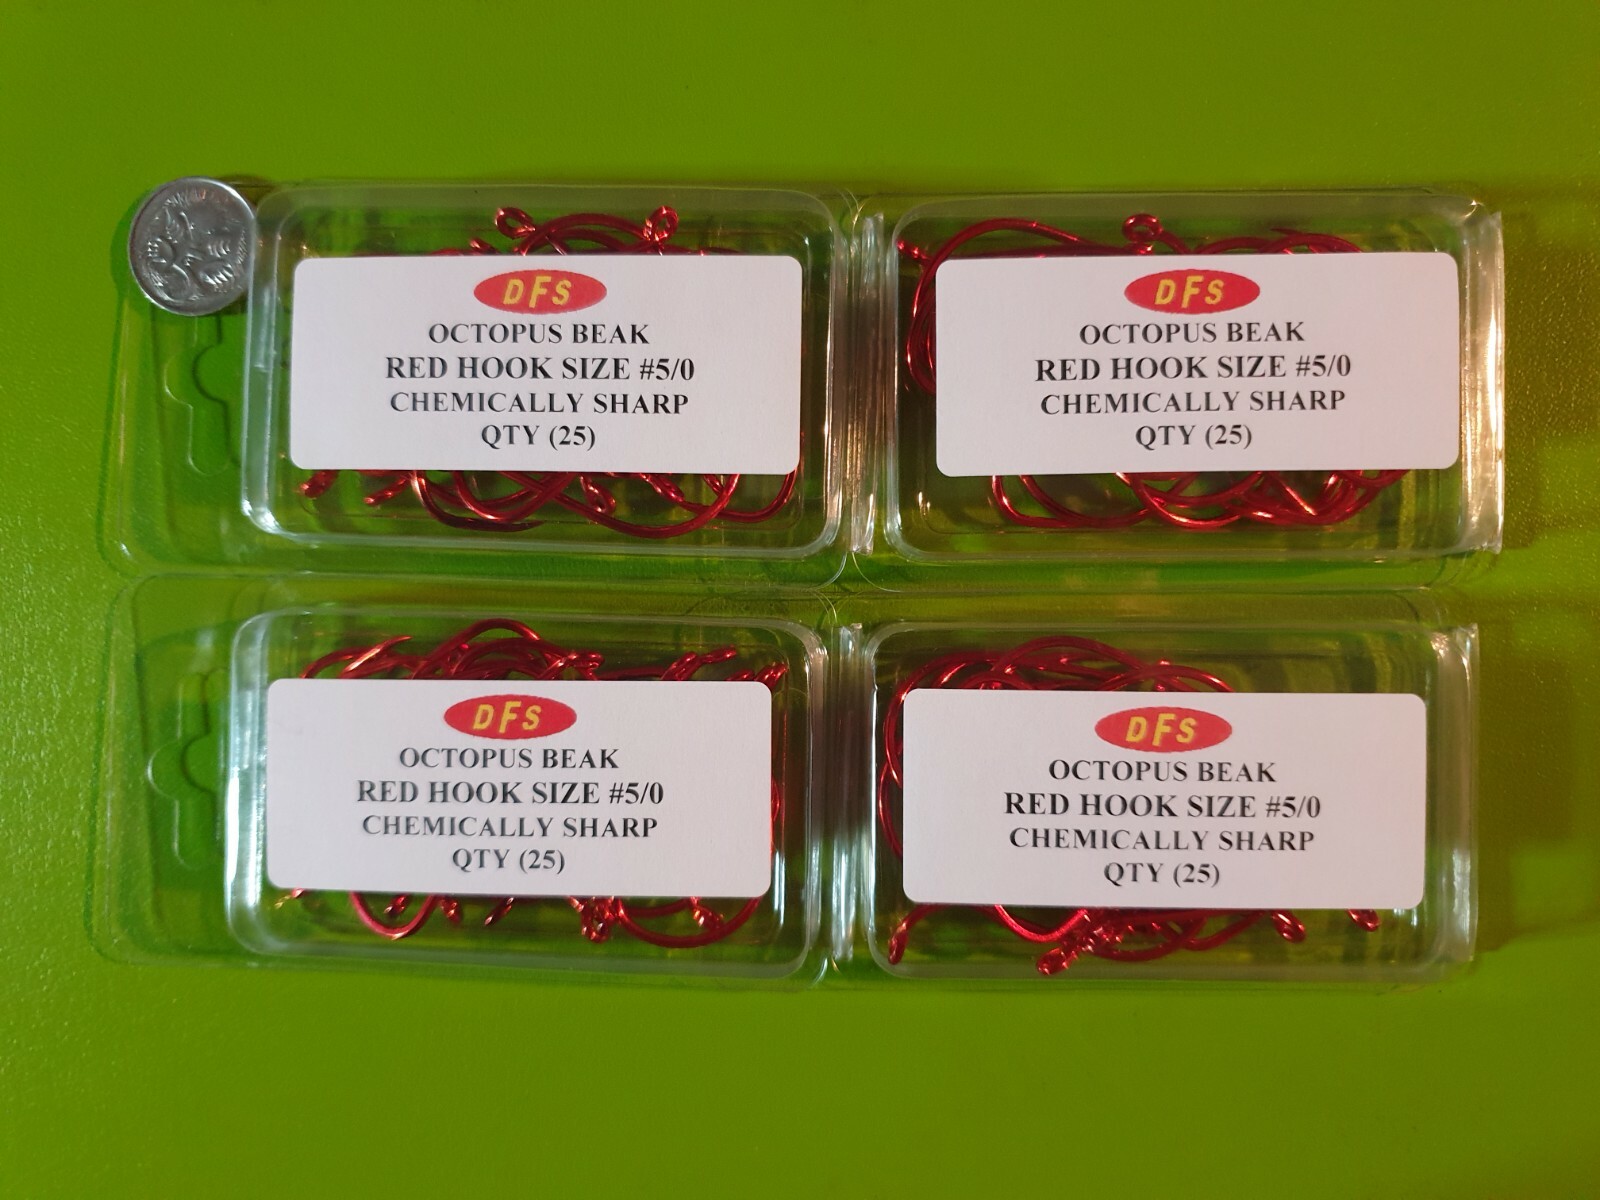 DFS
OCTOPUS BEAK
RED HOOK SIZE #5/0
CHEMICALLY SHARP
QTY (25)
DFS
OCTOPUS BEAK
RED HOOK SIZE #5/0
CHEMICALLY SHARP
QTY (25)
DFS
OCTOPUS BEAK
RED HOOK SIZE #5/0
CHEMICALLY SHARP
QTY (25)
DFS
OCTOPUS BEAK
RED HOOK SIZE #5/0
CHEMICALLY SHARP
QTY (25)